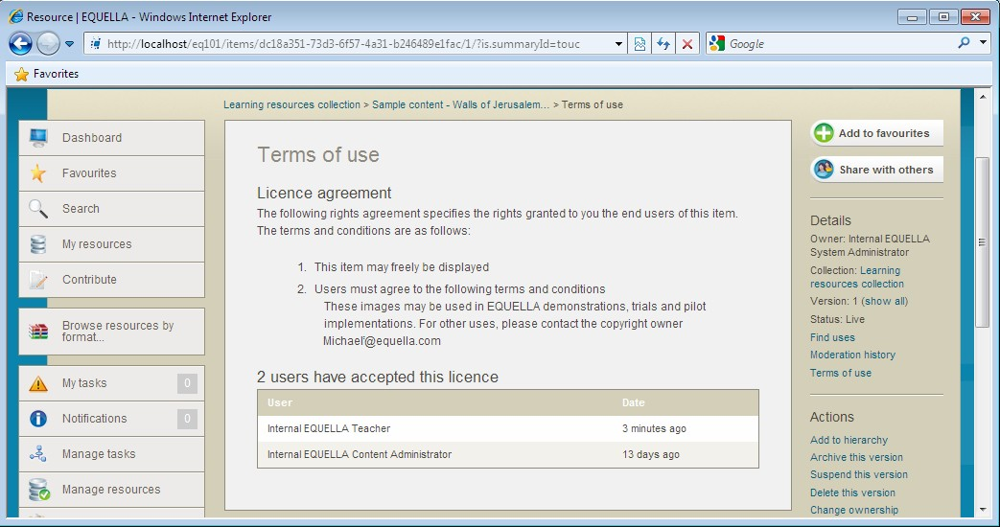 Resource | EQUELLA - Windows Internet Explorer
http://localhost/eq101/items/dc18a351-73d3-6f57-4a31-b246489e1fac/1/?is.summaryId=touc
Google
Favorites
Learning resources collection > Sample content - Walls of Jerusalem... > Terms of use
Dashboard
Favourites
Search
My resources
Contribute
Browse resources by
format...
My tasks 0
Notifications 0
Manage tasks
Manage resources
Terms of use
Licence agreement
The following rights agreement specifies the rights granted to you the end users of this item.
The terms and conditions are as follows:
1. This item may freely be displayed
2. Users must agree to the following terms and conditions
These images may be used in EQUELLA demonstrations, trials and pilot
implementations. For other uses, please contact the copyright owner
Michael'@equella.com
2 users have accepted this licence
User Date
Internal EQUELLA Teacher 3 minutes ago
Internal EQUELLA Content Administrator 13 days ago
Add to favourites
Share with others
Details
Owner: Internal EQUELLA
System Administrator
Collection: Learning
resources collection
Version: 1 (show all)
Status: Live
Find uses
Moderation history
Terms of use
Actions
Add to hierarchy
Archive this version
Suspend this version
Delete this version
Change ownership